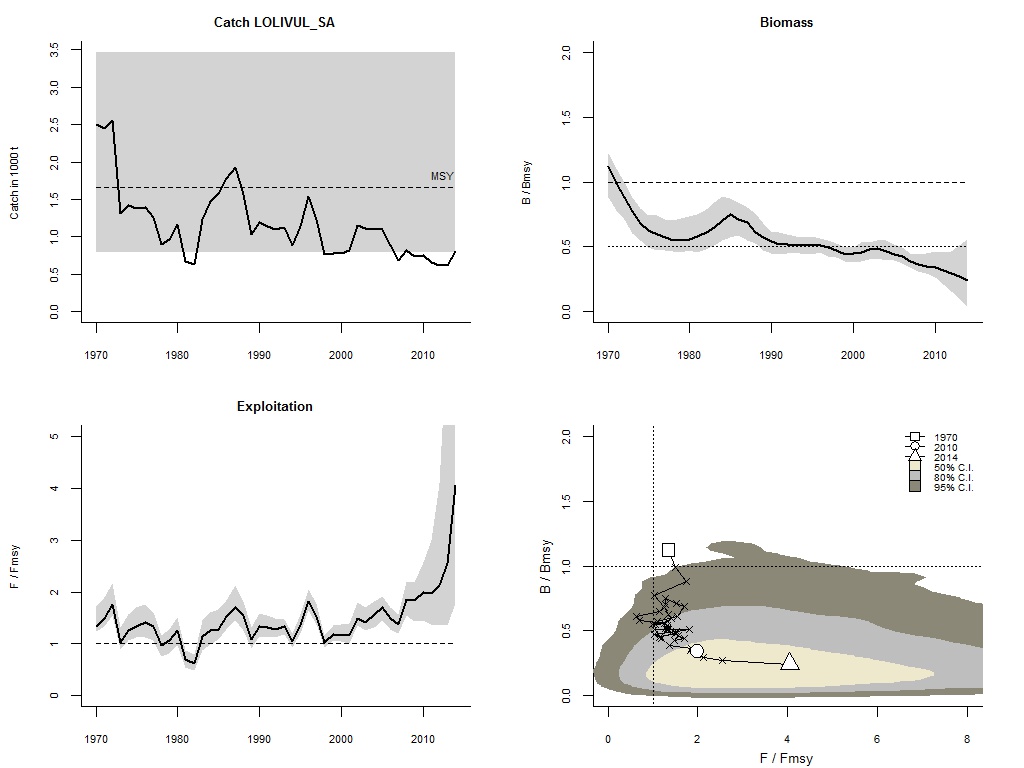 Catch LOLIVUL_SA
Catch in 1000 t
3.5
3.0
2.5
2.0
1.5
1.0
0.5
0.0
MSY
1970 1980 1990 2000 2010
Biomass
B / Bmsy
2.0
1.5
1.0
0.5
0.0
1970 1980 1990 2000 2010
Exploitation
F / Fmsy
5
4
3
2
1
0
1970 1980 1990 2000 2010
B / Bmsy
2.0
1.5
1.0
0.5
0.0
1970
2010
2014
50% C.I.
80% C.I.
95% C.I.
0 2 4 6 8
F / Fmsy